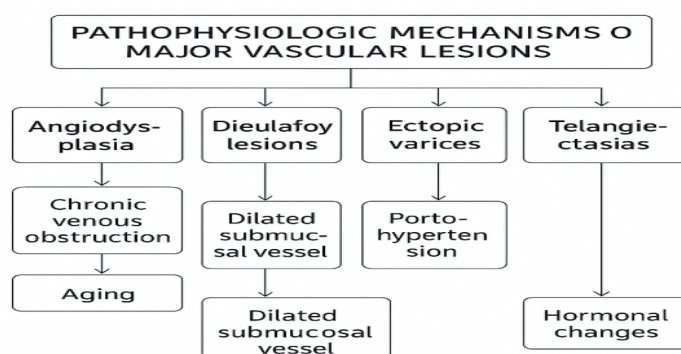 PATHOPHYSIOLOGIC MECHANISMS O
MAJOR VASCULAR LESIONS
Angiodys-
plasia
Dieulafoy
lesions
Ectopic
varices
Telangie-
ctasias
Chronic
venous
obstruction
Dilated
submuc-
sal vessel
Porto-
hyperten
sion
Aging
Dilated
submucosal
vessel
Hormonal
changes